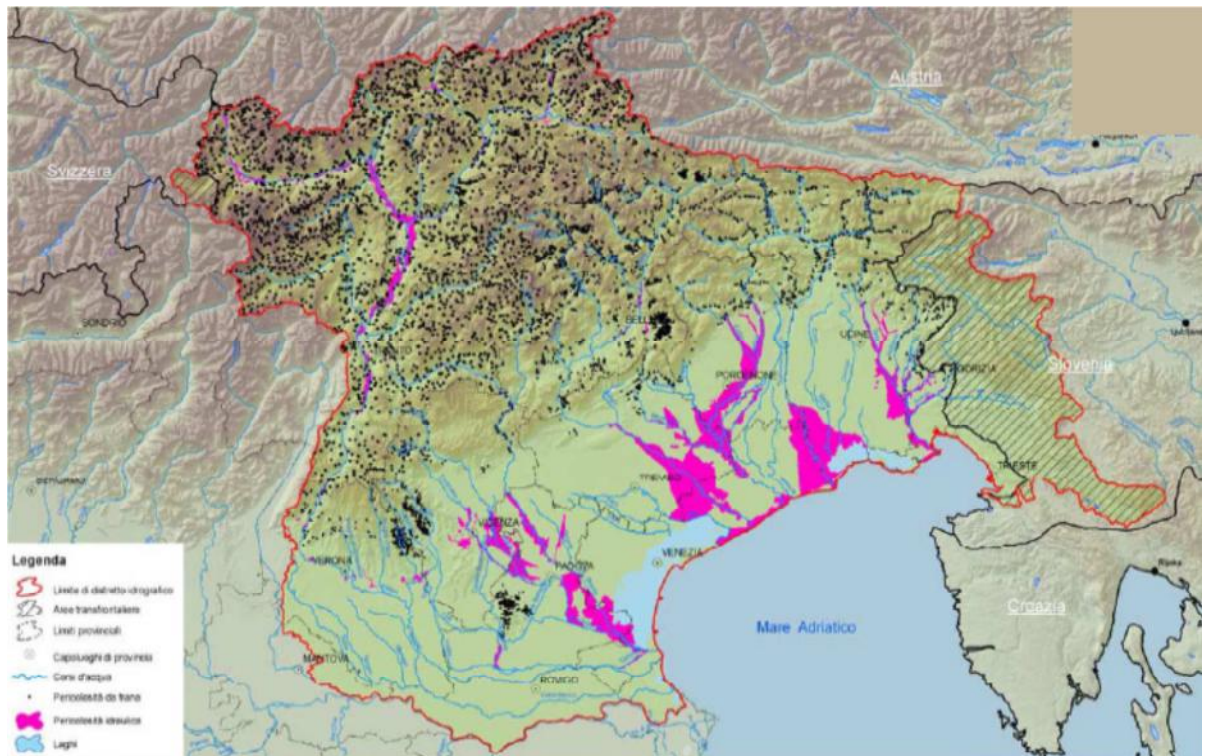 Austria
Svizzera
SONDRIO
UDINE
PORDENONE
GORIZIA
Slovenia
TREVISO
TRIESTE
VICENZA
VERONA
PADOVA
VENEZIA
MANTOVA
ROVIGO
Mare Adriatico
Croazia
Legenda
Limite di distretto idrografico
Aree transfrontaliere
Limiti provinciali
Capoluoghi di provincia
Corsi d'acqua
Pericolosità da frana
Pericolosità idraulica
Laghi